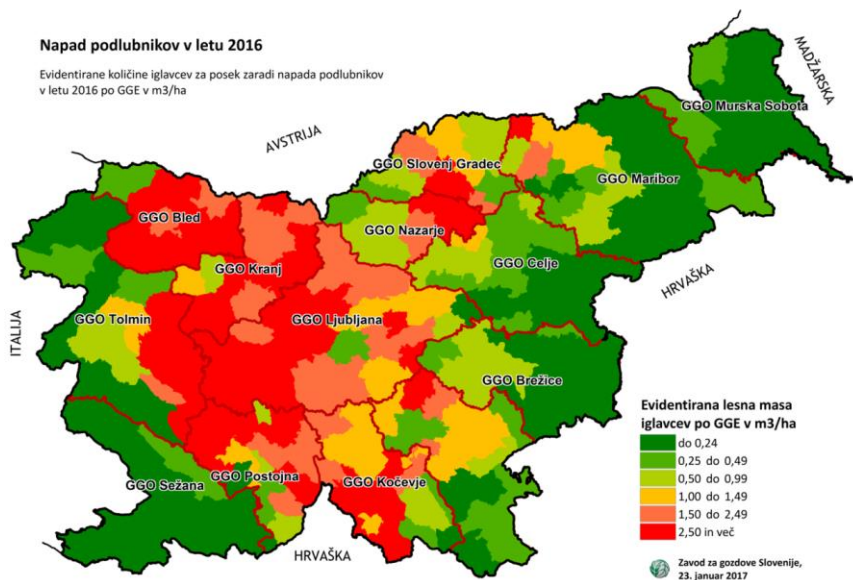 Napad podlubnikov v letu 2016
Evidentirane količine iglavcev za posek zaradi napada podlubnikov
v letu 2016 po GGE v m3/ha
MADŽARSKA
GGO Murska Sobota
AVSTRIJA
GGO Slovenj Gradec
GGO Maribor
GGO Bled
GGO Nazarje
GGO Celje
GGO Kranj
HRVAŠKA
ITALIJA
GGO Tolmin
GGO Ljubljana
GGO Brežice
GGO Postojna
GGO Kočevje
GGO Sežana
HRVAŠKA
Evidentirana lesna masa
iglavcev po GGE v m3/ha
do 0,24
0,25 do 0,49
0,50 do 0,99
1,00 do 1,49
1,50 do 2,49
2,50 in več
Zavod za gozdove Slovenije,
23. januar 2017